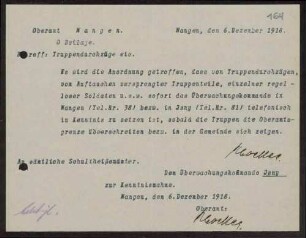 Oberamt Wangen.
Wangen, den 6.Dezember 1918.
0 Beilage.
Betreff: Truppendurchzüge etc.
Es wird die Anordnung getroffen, dass von Truppendurchzügen,
vom Auftauchen versprengter Truppenteile, einzelner regel-
loser Soldaten u.s.w. sofort das Überwachungskommando in
Wangen (Tel.Nr. 38) bezw. in Isny (Tel.Nr. 81) telefonisch
in Kenntnis zu setzen ist, sobald die Truppen die Oberamts-
grenze überschreiten bezw. in der Gemeinde sich zeigen.
An sämtliche Schultheißenämter.
Dem Überwachungskommando Isny
zur Kenntnisnahme.
Wangen, den 6.Dezember 1918.
Oberamt: